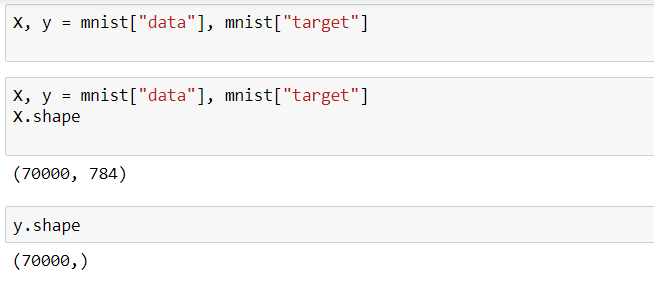 X, y = mnist["data"], mnist["target"]
X, y = mnist["data"], mnist["target"]
X.shape
(70000, 784)
y.shape
(70000,)